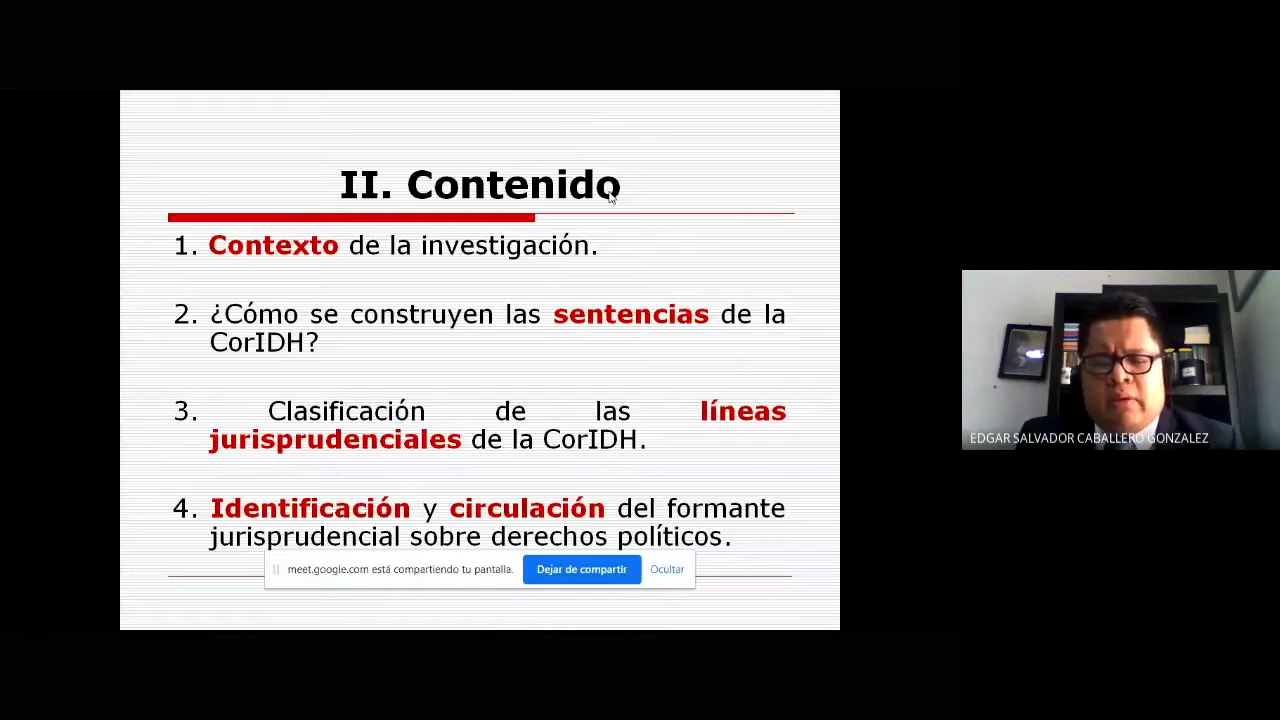 II. Contenido
1. Contexto de la investigación.
2. ¿Cómo se construyen las sentencias de la
CorIDH?
3. Clasificación de las líneas
jurisprudenciales de la CorIDH.
4. Identificación y circulación del formante
jurisprudencial sobre derechos políticos.
meet.google.com está compartiendo tu pantalla. Dejar de compartir Ocultar
EDGAR SALVADOR CABALLERO GONZALEZ